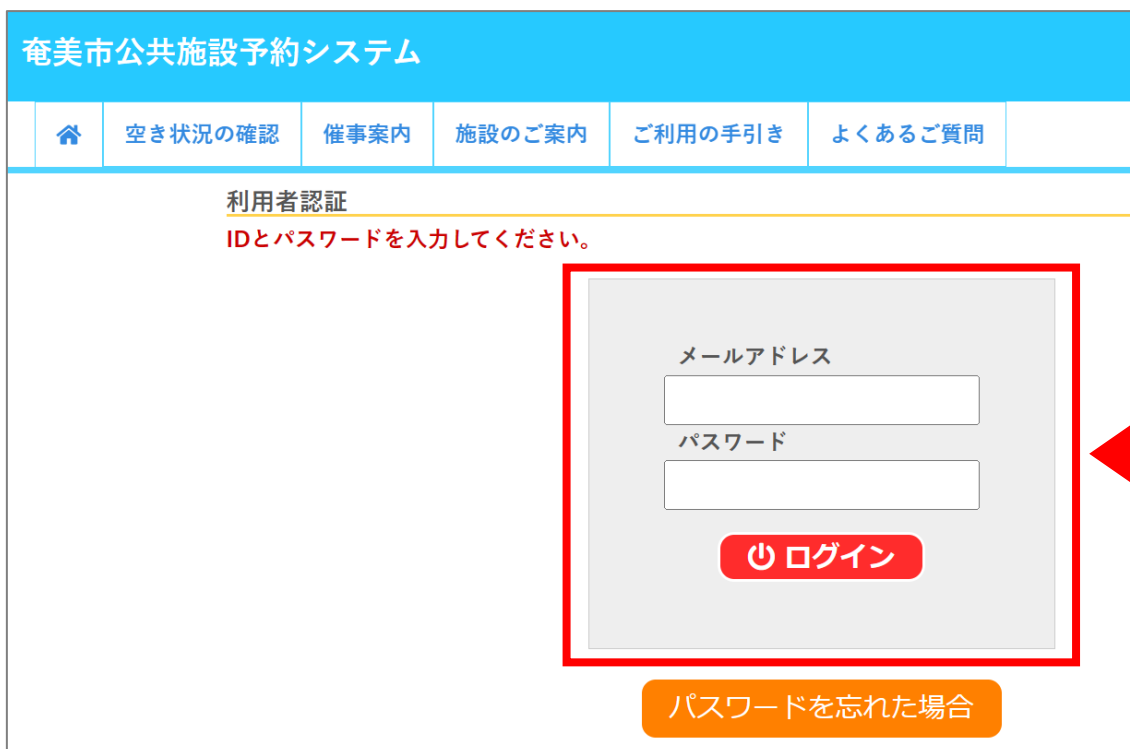 奄美市公共施設予約システム
空き状況の確認 催事案内 施設のご案内 ご利用の手引き よくあるご質問
利用者認証
IDとパスワードを入力してください。
メールアドレス
パスワード
ログイン
パスワードを忘れた場合